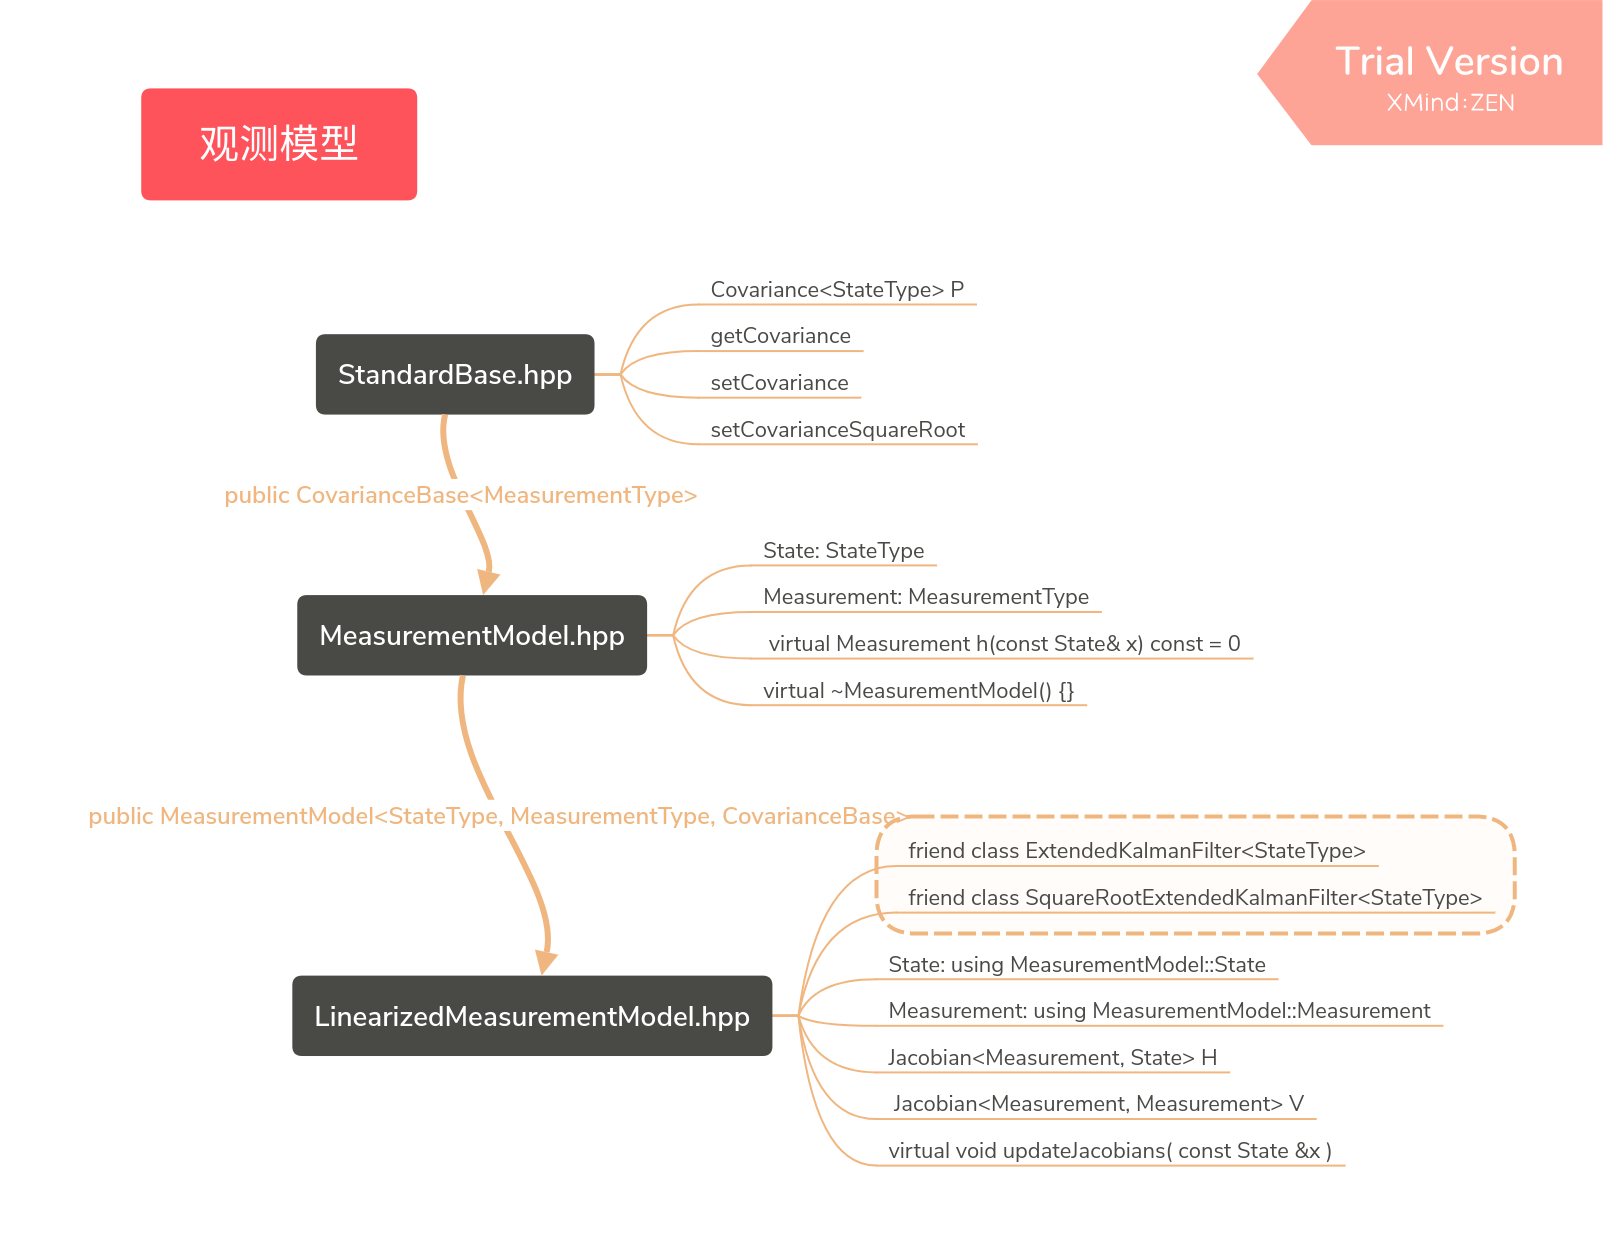 Trial Version
XMind:ZEN
观测模型
StandardBase.hpp
Covariance<StateType> P
getCovariance
setCovariance
setCovarianceSquareRoot
public CovarianceBase<MeasurementType>
MeasurementModel.hpp
State: StateType
Measurement: MeasurementType
virtual Measurement h(const State& x) const = 0
virtual ~MeasurementModel() {}
public MeasurementModel<StateType, MeasurementType, CovarianceBase>
LinearizedMeasurementModel.hpp
friend class ExtendedKalmanFilter<StateType>
friend class SquareRootExtendedKalmanFilter<StateType>
State: using MeasurementModel::State
Measurement: using MeasurementModel::Measurement
Jacobian<Measurement, State> H
Jacobian<Measurement, Measurement> V
virtual void updateJacobians( const State &x )